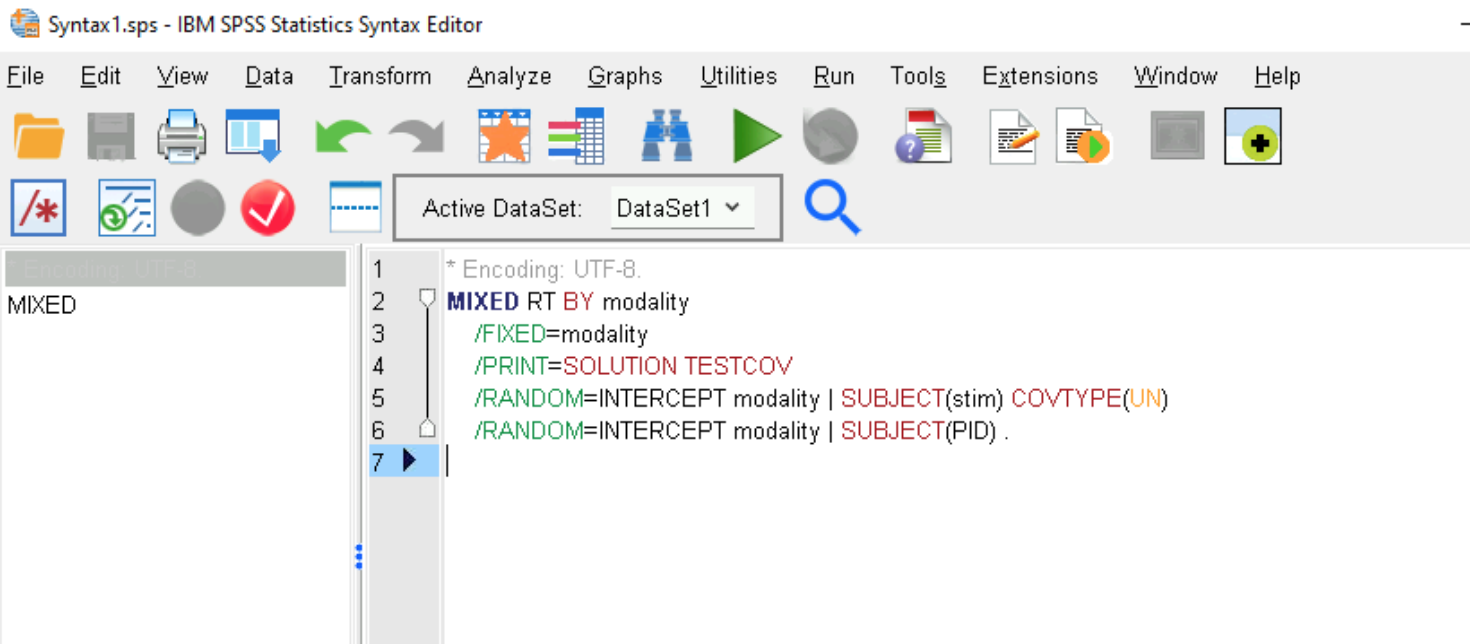 Syntax1.sps - IBM SPSS Statistics Syntax Editor
File Edit View Data Transform Analyze Graphs Utilities Run Tools Extensions Window Help
Active DataSet: DataSet1
* Encoding: UTF-8.
MIXED
1 * Encoding: UTF-8.
2 MIXED RT BY modality
3 /FIXED=modality
4 /PRINT=SOLUTION TESTCOV
5 /RANDOM=INTERCEPT modality | SUBJECT(stim) COVTYPE(UN)
6 /RANDOM=INTERCEPT modality | SUBJECT(PID) .
7